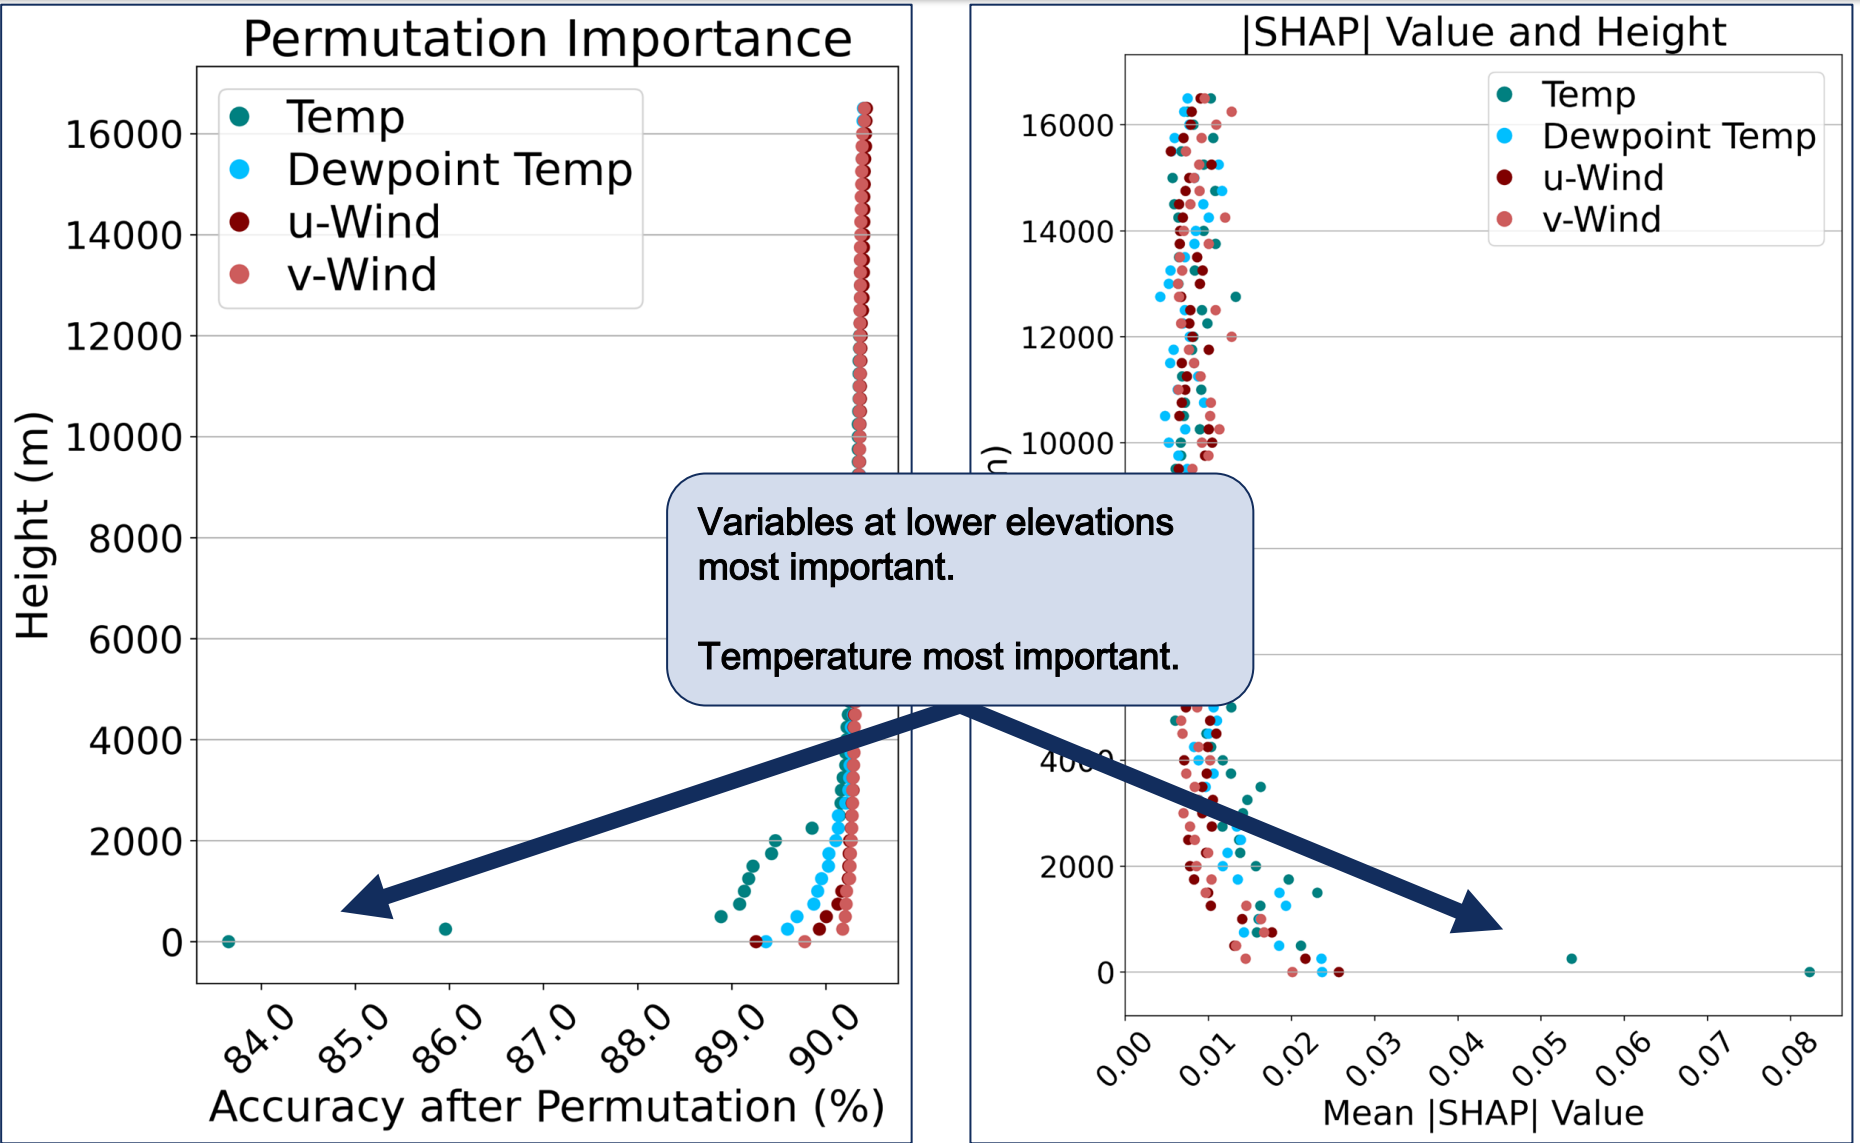 Permutation Importance
Temp
Dewpoint Temp
u-Wind
v-Wind
16000
14000
12000
10000
8000
6000
4000
2000
0
Height (m)
84.0
85.0
86.0
87.0
88.0
89.0
90.0
Accuracy after Permutation (%)
|SHAP| Value and Height
Temp
Dewpoint Temp
u-Wind
v-Wind
16000
14000
12000
10000
4000
2000
0
0.00
0.01
0.02
0.03
0.04
0.05
0.06
0.07
0.08
Mean |SHAP| Value
Variables at lower elevations
most important.
Temperature most important.